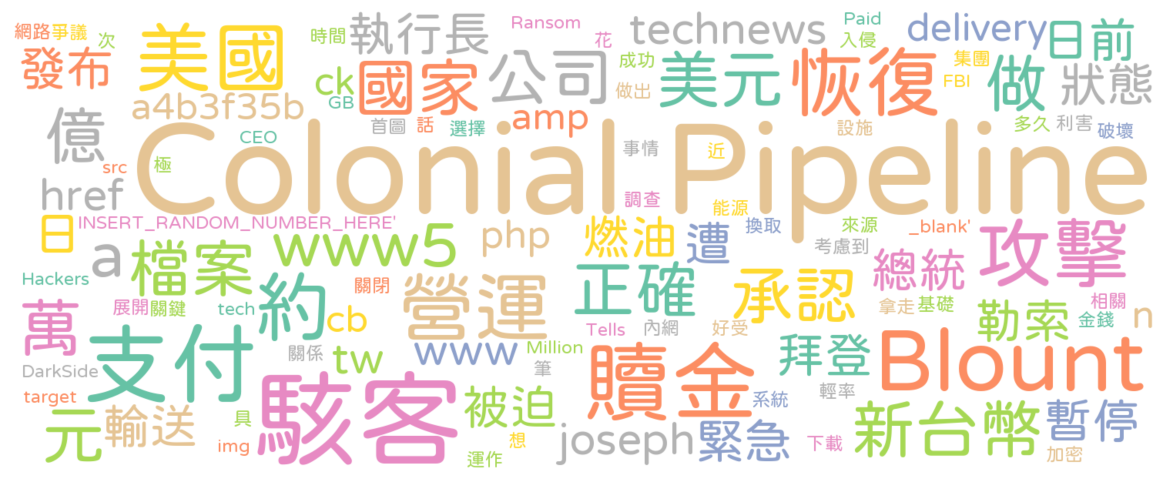 網路 爭議 次 美國 時間 執行長 Ransom 花 technews Paid 入侵 delivery 日前
發布 ck GB 國家 公司 成功 做出 美元 恢復 集團 FBI 做 狀態
a4b3f35b 首圖 話 選擇 amp 設施 多久 利害 破壞
億 CEO 事情 近
src 極 Colonial Pipeline
href 調查 能源
INSERT_RANDOM_NUMBER_HERE' 換取 來源 _blank'
日 a 檔案 www5 php 燃油 遭 考慮到 總統 攻擊
Hackers 展開 關鍵 tech 約 關閉 營運 正確 承認 拿走 基礎 相關
萬 cb Tells 內網 好受 勒索 金錢 n
DarkSide 支付 關係 tw www Million 筆 贖金 拜登 Blount
target 駭客 被迫 系統 輕率
元 輸送 具 想 joseph 緊急 新台幣 暫停
img 運作 下載 加密